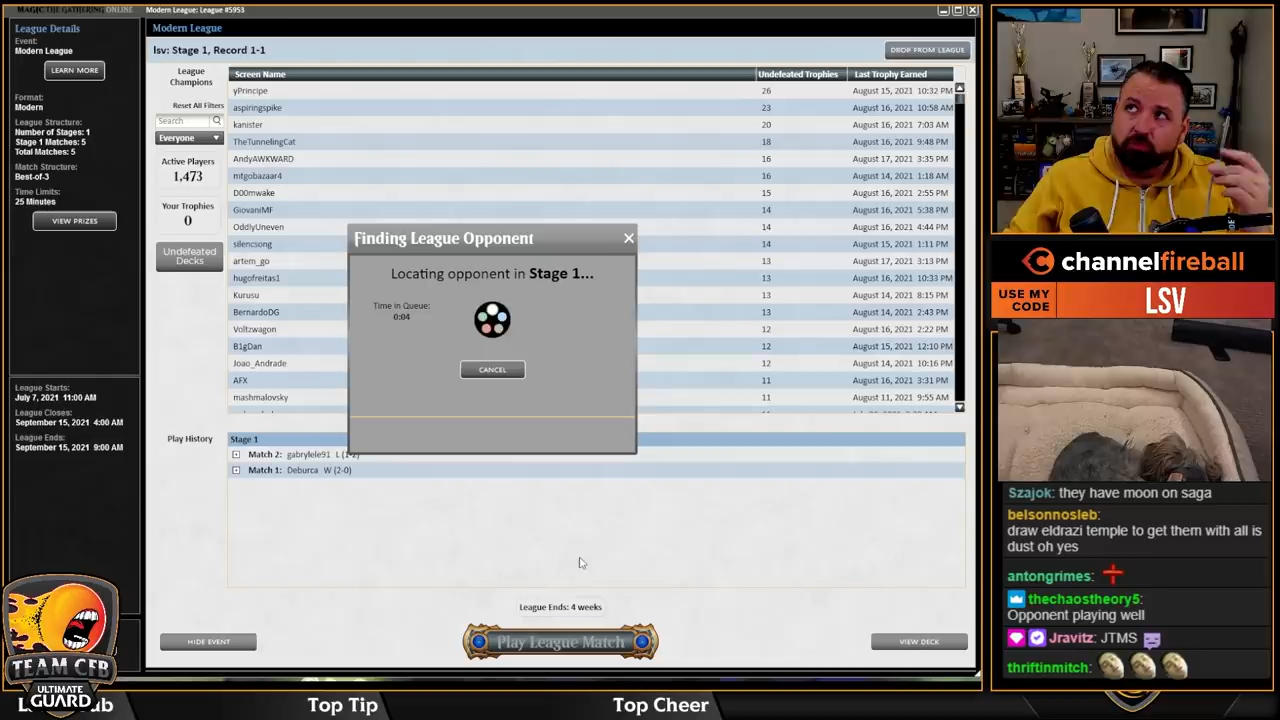 MAGIC THE GATHERING ONLINE
Modern League: League #5953
League Details
Event:
Modern League
LEARN MORE
Format:
Modern
League Structure:
Number of Stages: 1
Stage 1 Matches: 5
Total Matches: 5
Match Structure:
Best-of-3
Time Limits:
25 Minutes
VIEW PRIZES
League Starts:
July 7, 2021 11:00 AM
League Closes:
September 15, 2021 4:00 AM
League Ends:
September 15, 2021 9:00 AM
Modern League
lsv: Stage 1, Record 1-1
DROP FROM LEAGUE
League
Champions
Reset All Filters
Search
Everyone
Active Players
1,473
Your Trophies
0
Undefeated
Decks
Screen Name Undefeated Trophies Last Trophy Earned
yPrincipe 26 August 15, 2021 10:32 PM
aspiringspike 23 August 16, 2021 10:58 AM
kanister 20 August 16, 2021 7:03 AM
TheTunnelingCat 18 August 16, 2021 9:48 PM
AndyAWKWARD 16 August 17, 2021 3:35 PM
mtgobazaar4 16 August 14, 2021 1:18 AM
D00mwake 15 August 16, 2021 2:55 PM
GiovaniMF 14 August 16, 2021 5:38 PM
OddlyUneven 14 August 16, 2021 4:44 PM
silencsong 14 August 15, 2021 1:11 PM
artem_go 13 August 17, 2021 3:13 PM
hugofreitas1 13 August 16, 2021 10:33 PM
Kurusu 13 August 14, 2021 8:15 PM
BernardoDG 13 August 14, 2021 2:43 PM
Voltzwagon 12 August 16, 2021 2:22 PM
B1gDan 12 August 15, 2021 12:10 PM
Joao_Andrade 12 August 14, 2021 10:16 PM
AFX 11 August 16, 2021 3:31 PM
mashmalovsky 11 August 11, 2021 9:55 AM
Finding League Opponent
Locating opponent in Stage 1...
Time in Queue:
0:04
CANCEL
Play History
Stage 1
Match 2: gabrylele91 L (1-2)
Match 1: Deburca W (2-0)
League Ends: 4 weeks
HIDE EVENT
Play League Match
VIEW DECK
channelfireball
USE MY
CODE
LSV
Szajok: they have moon on saga
belsonnosleb:
draw eldrazi temple to get them with all is
dust oh yes
antongrimes:
thechaostheory5:
Opponent playing well
Jravitz: JTMS
thriftinmitch:
TEAM CFB
ULTIMATE
GUARD
Top Tip
Top Cheer